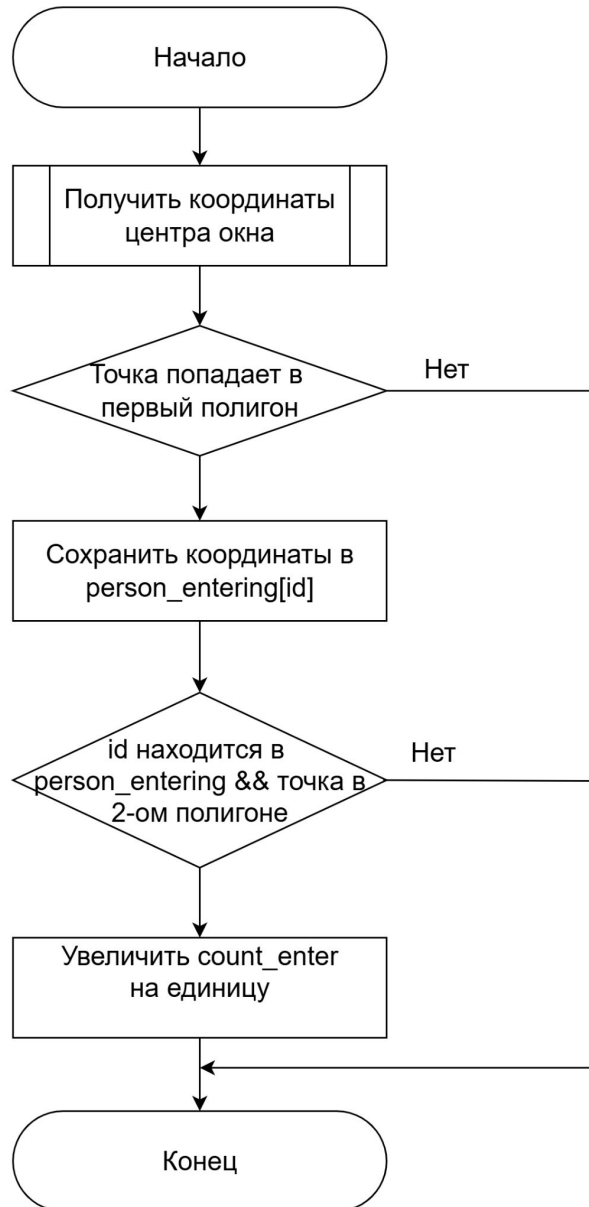 Начало
Получить координаты
центра окна
Точка попадает в
первый полигон
Нет
Сохранить координаты в
person_entering[id]
id находится в
person_entering && точка в
2-ом полигоне
Нет
Увеличить count_enter
на единицу
Конец